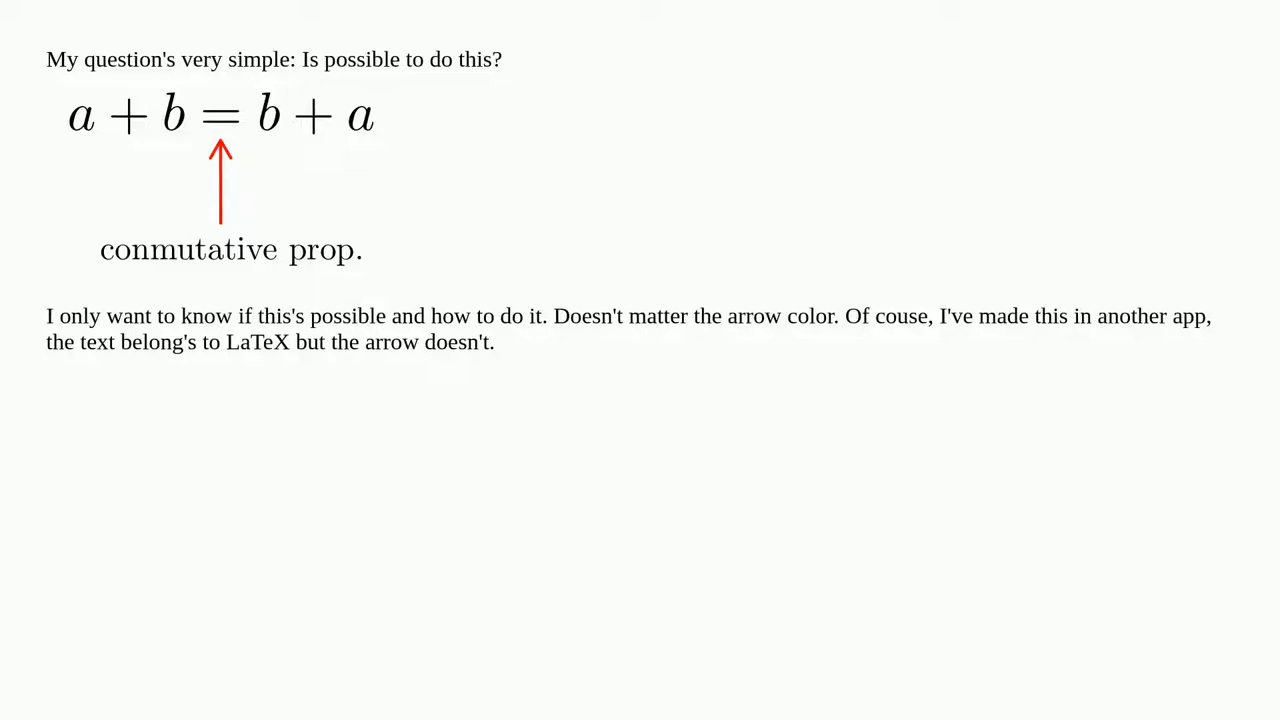 My question's very simple: Is possible to do this?
a + b = b + a
conmutative prop.
I only want to know if this's possible and how to do it. Doesn't matter the arrow color. Of couse, I've made this in another app,
the text belong's to LaTeX but the arrow doesn't.